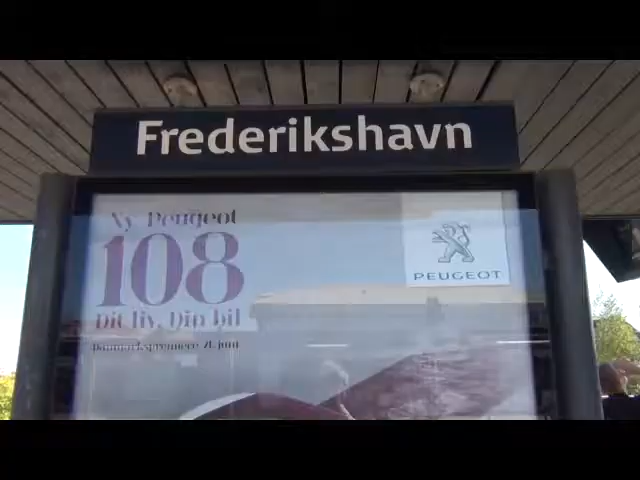 Frederikshavn
Ny Peugeot
108
Dit liv. Din bil
Danmarkspremiere 21. juni
PEUGEOT